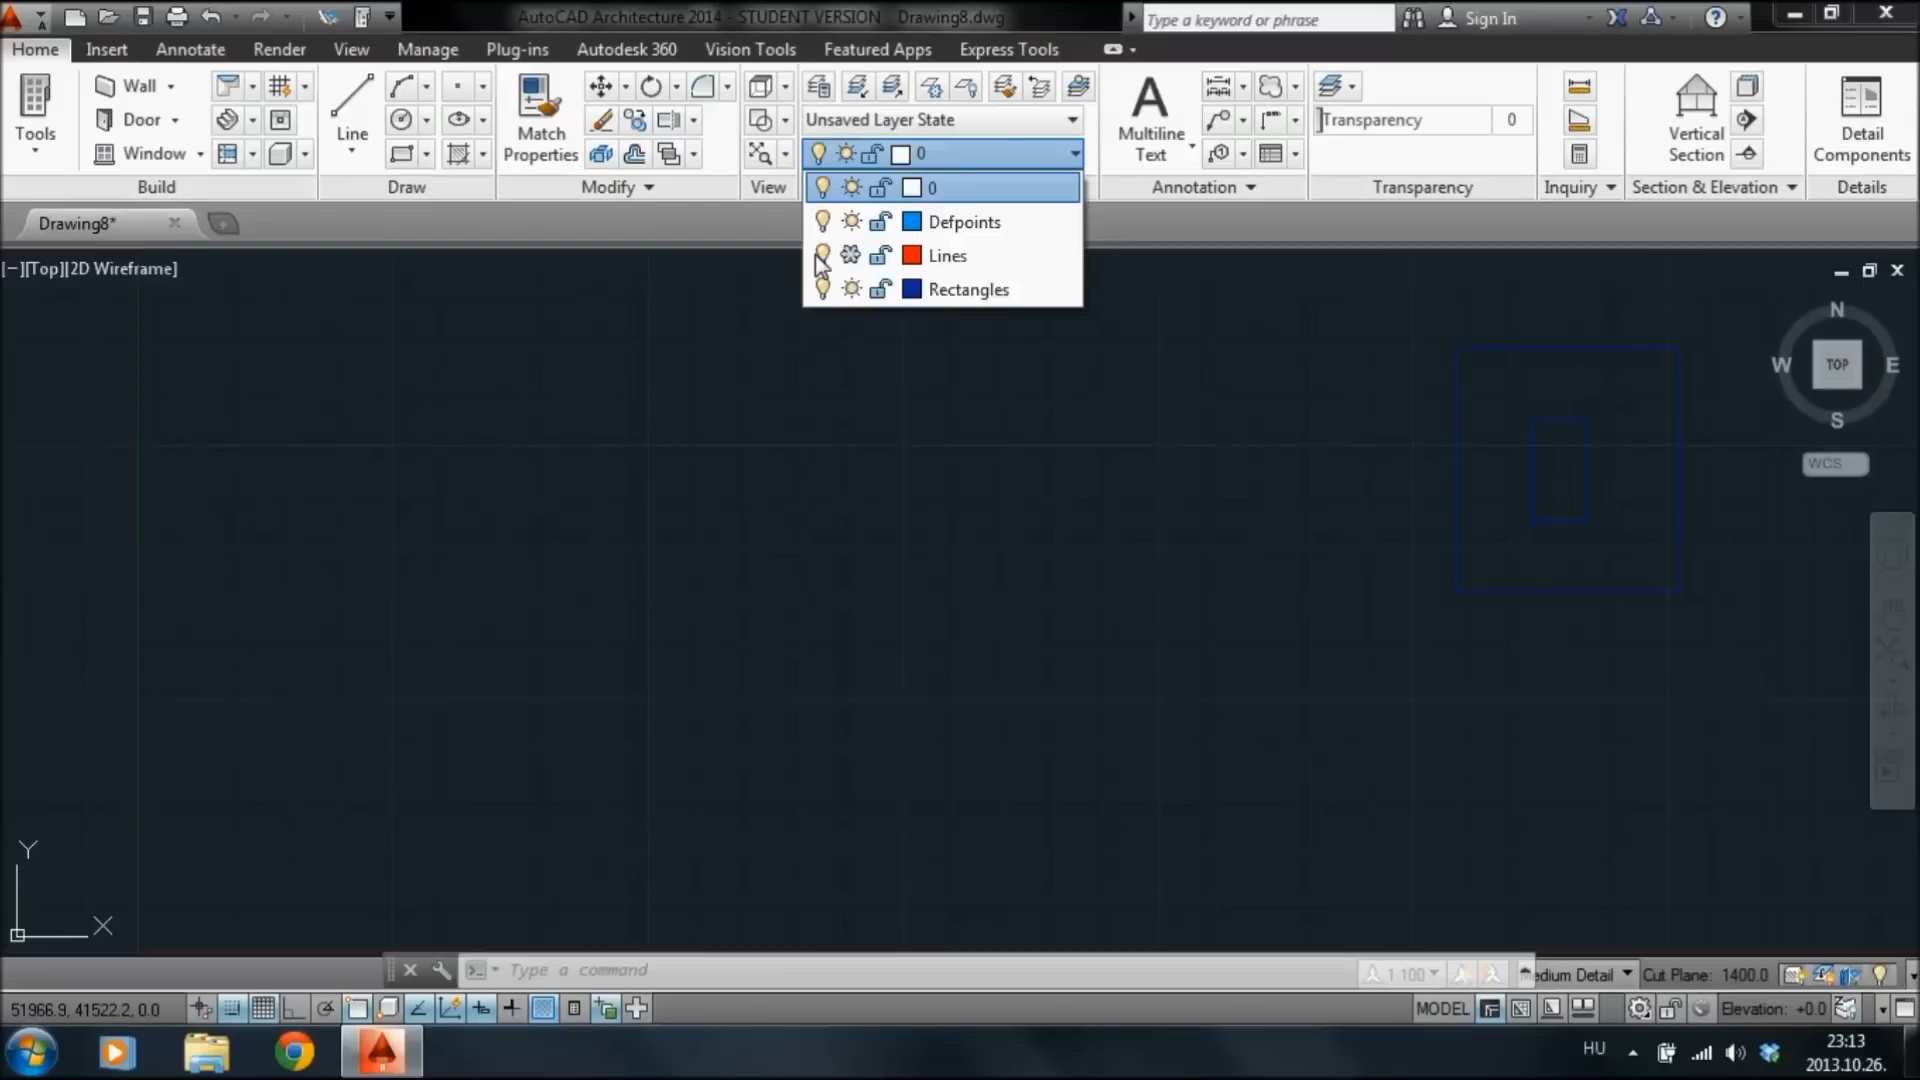 AutoCAD Architecture 2014 - STUDENT VERSION Drawing8.dwg
Type a keyword or phrase
Sign In
Home Insert Annotate Render View Manage Plug-ins Autodesk 360 Vision Tools Featured Apps Express Tools
Tools
Wall
Door
Window
Build
Line
Draw
Match
Properties
Modify
View
Unsaved Layer State
0
0
Defpoints
Lines
Rectangles
A
Multiline
Text
Annotation
Transparency 0
Transparency
Inquiry
Vertical
Section
Section & Elevation
Detail
Components
Details
Drawing8*
[−][Top][2D Wireframe]
N
W TOP E
S
WCS
Y
X
Type a command
1:100
Medium Detail
Cut Plane: 1400.0
51966.9, 41522.2, 0.0
MODEL
Elevation: +0.0
HU
23:13
2013.10.26.